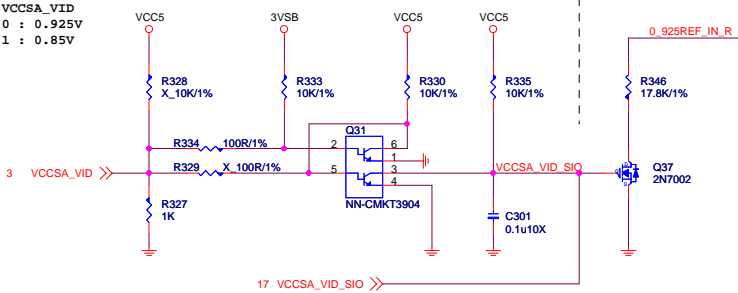 VCCSA_VID
0 : 0.925V
1 : 0.85V
VCC5
3VSB
VCC5
VCC5
0_925REF_IN_R
R328
X_10K/1%
R333
10K/1%
R330
10K/1%
R335
10K/1%
R346
17.8K/1%
R334
100R/1%
Q31
2
6
1
R329
X_100R/1%
5
3
4
3
VCCSA_VID
VCCSA_VID_SIO
Q37
2N7002
NN-CMKT3904
R327
1K
C301
0.1u10X
17 VCCSA_VID_SIO